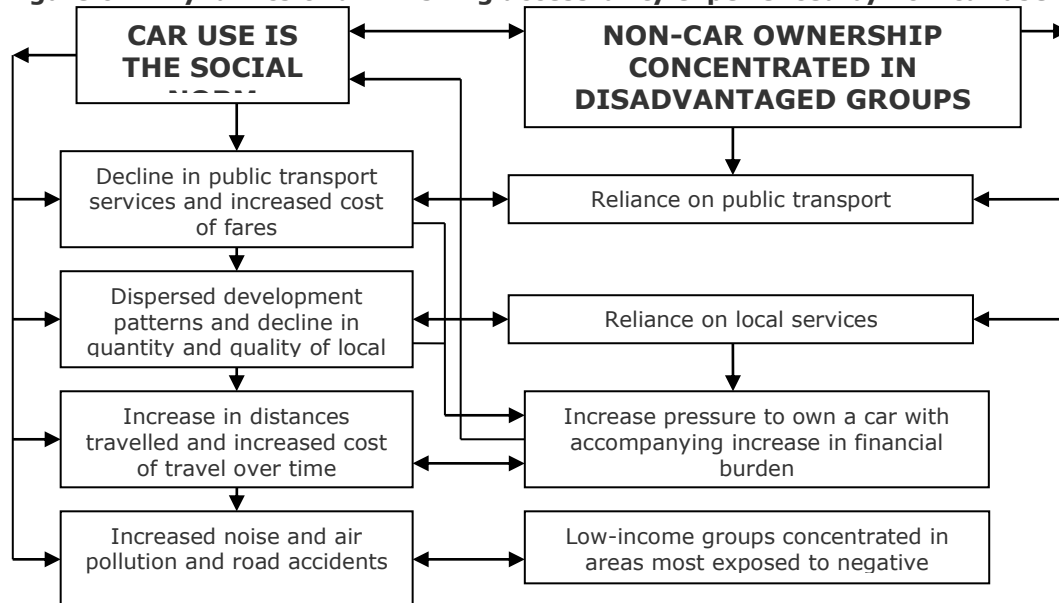 CAR USE IS
THE SOCIAL
NORM
NON-CAR OWNERSHIP
CONCENTRATED IN
DISADVANTAGED GROUPS
Decline in public transport
services and increased cost
of fares
Reliance on public transport
Dispersed development
patterns and decline in
quantity and quality of local
Reliance on local services
Increase in distances
travelled and increased cost
of travel over time
Increase pressure to own a car with
accompanying increase in financial
burden
Increased noise and air
pollution and road accidents
Low-income groups concentrated in
areas most exposed to negative